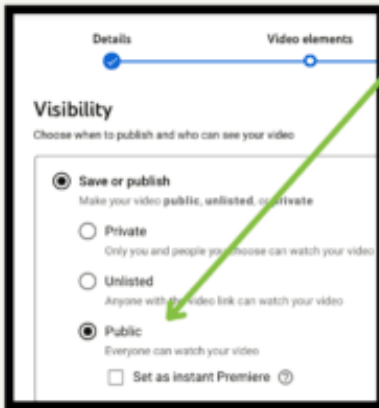 Details Video elements
Visibility
Choose when to publish and who can see your video
Save or publish
Make your video public, unlisted, or private
Private
Only you and people you choose can watch your video
Unlisted
Anyone with the video link can watch your video
Public
Everyone can watch your video
Set as instant Premiere